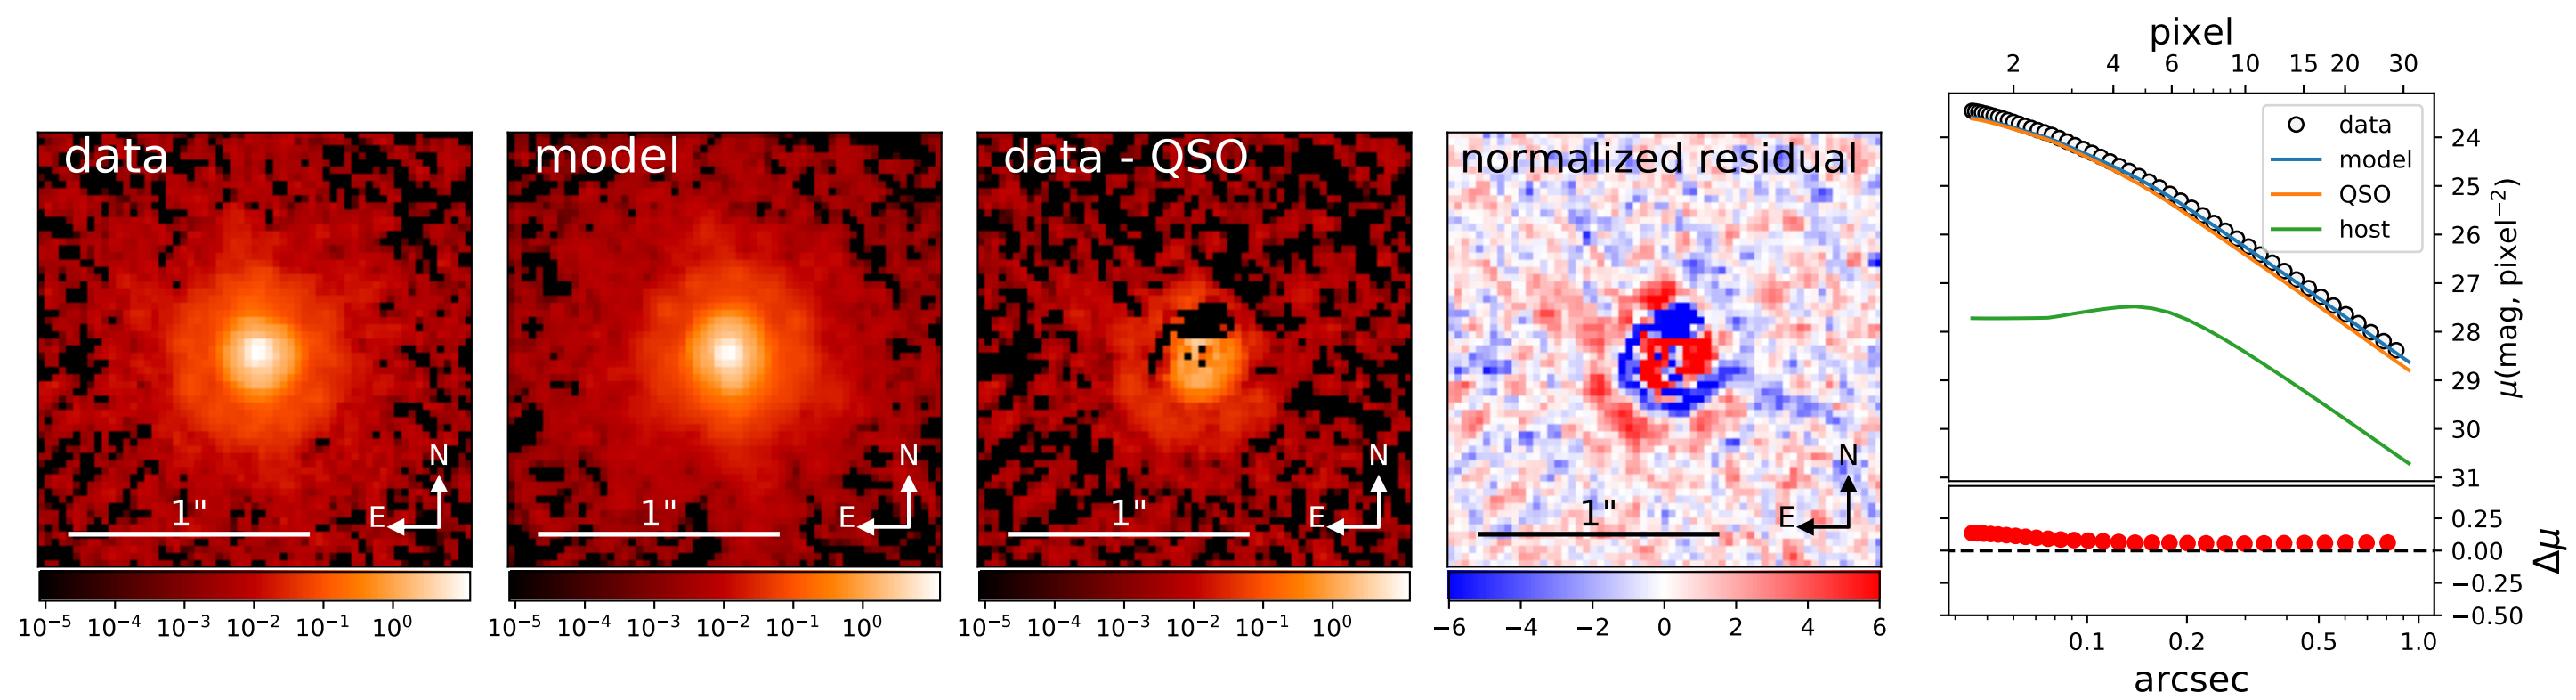 data
1"
N
E
10⁻⁵ 10⁻⁴ 10⁻³ 10⁻² 10⁻¹ 10⁰
model
1"
N
E
10⁻⁵ 10⁻⁴ 10⁻³ 10⁻² 10⁻¹ 10⁰
data - QSO
1"
N
E
10⁻⁵ 10⁻⁴ 10⁻³ 10⁻² 10⁻¹ 10⁰
normalized residual
1"
N
E
−6 −4 −2 0 2 4 6
pixel
2 4 6 10 15 20 30
data
model
QSO
host
24
25
26
27
28
29
30
31
μ(mag, pixel⁻²)
0.25
0.00
−0.25
−0.50
Δμ
0.1 0.2 0.5 1.0
arcsec